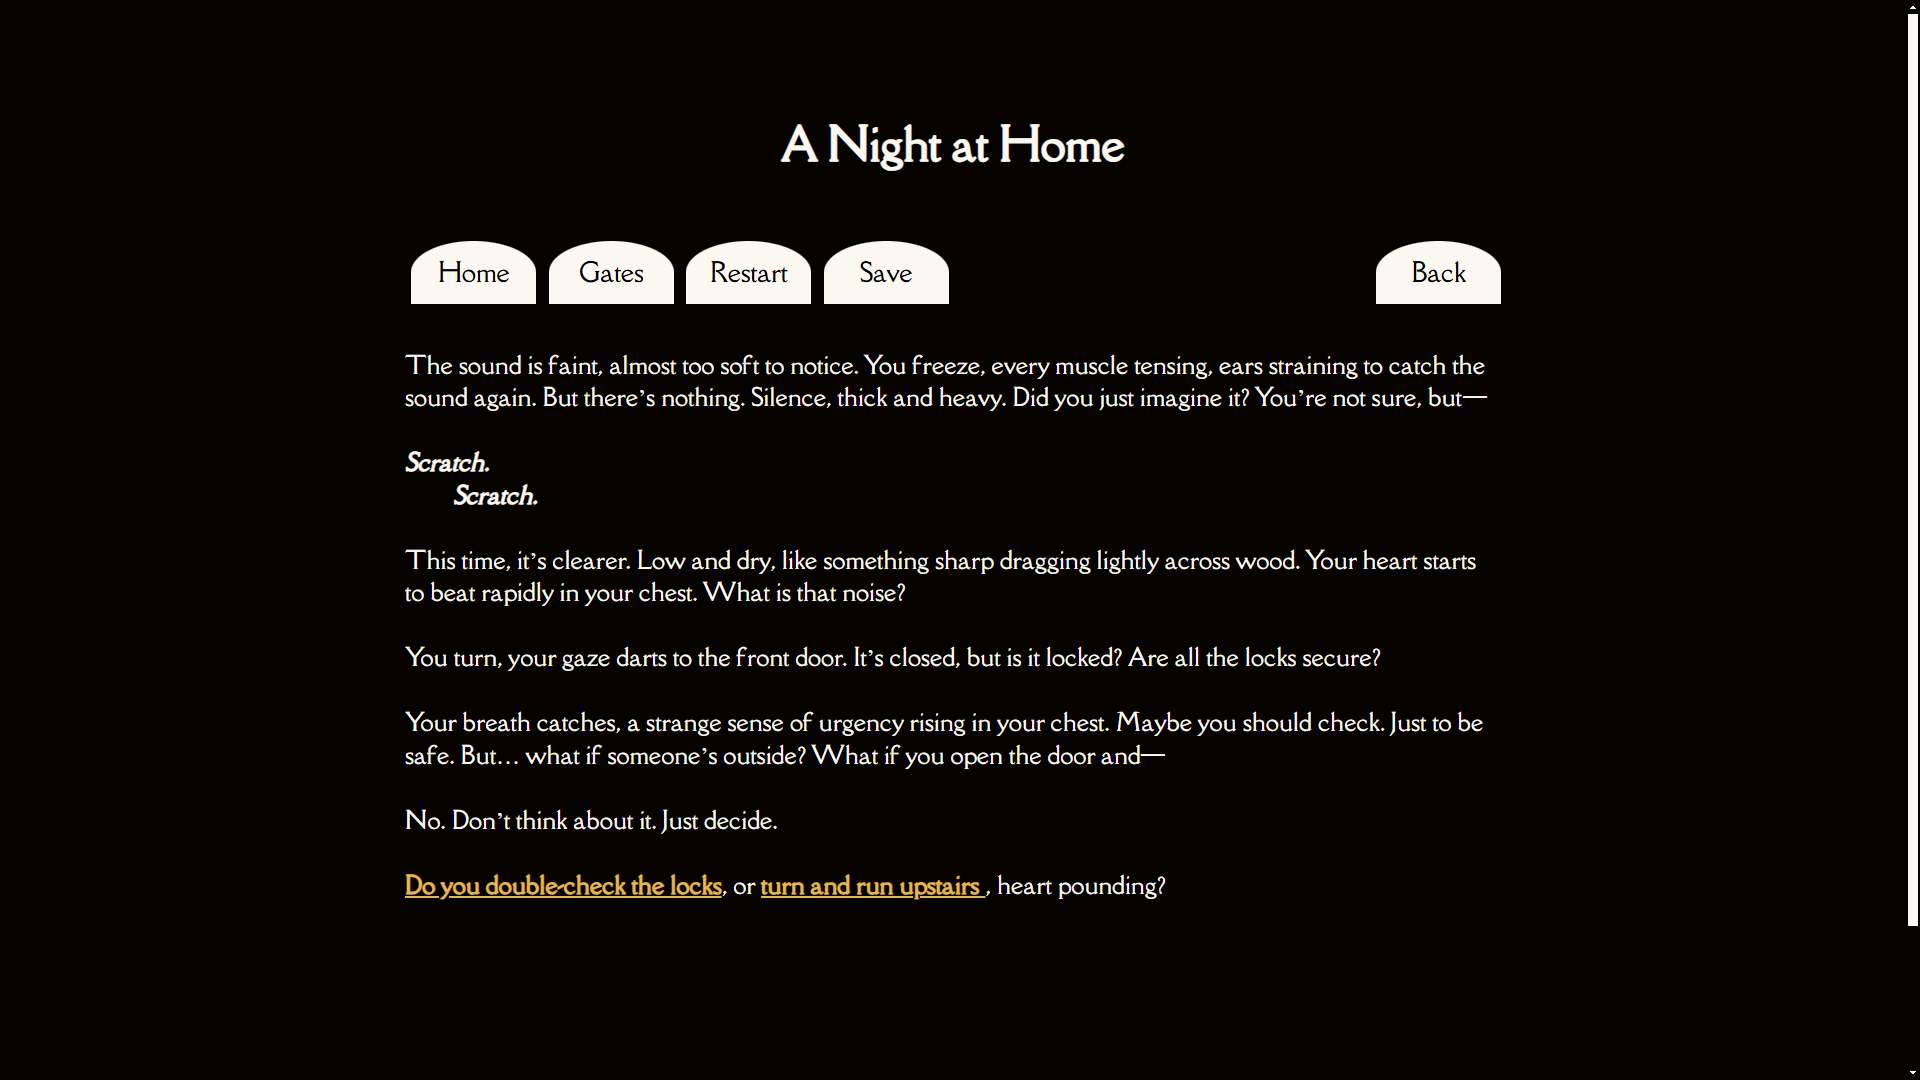 A Night at Home
Home
Gates
Restart
Save
Back
The sound is faint, almost too soft to notice. You freeze, every muscle tensing, ears straining to catch the
sound again. But there’s nothing. Silence, thick and heavy. Did you just imagine it? You’re not sure, but—
Scratch.
Scratch.
This time, it’s clearer. Low and dry, like something sharp dragging lightly across wood. Your heart starts
to beat rapidly in your chest. What is that noise?
You turn, your gaze darts to the front door. It’s closed, but is it locked? Are all the locks secure?
Your breath catches, a strange sense of urgency rising in your chest. Maybe you should check. Just to be
safe. But… what if someone’s outside? What if you open the door and—
No. Don’t think about it. Just decide.
Do you double-check the locks, or turn and run upstairs , heart pounding?